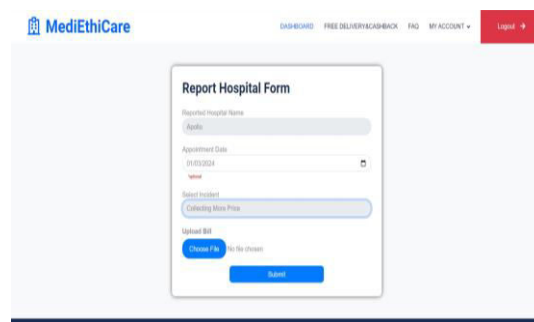 MediEthiCare
DASHBOARD FREE DELIVERY&CASHBACK FAQ MY ACCOUNT
Logout
Report Hospital Form
Reported Hospital Name
Apollo
Appointment Date
01/03/2024
Select Incident
Collecting More Price
Upload Bill
Choose File No file chosen
Submit